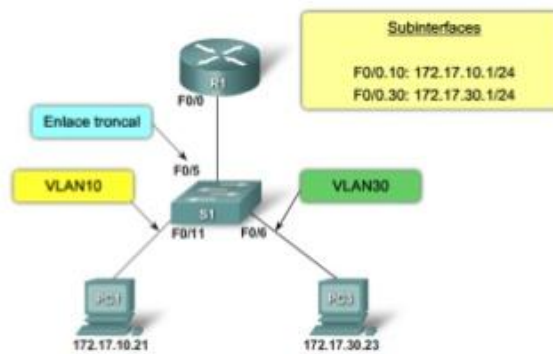 Subinterfaces
F0/0.10: 172.17.10.1/24
F0/0.30: 172.17.30.1/24
R1
F0/0
Enlace troncal
F0/5
VLAN10
VLAN30
S1
F0/11
F0/6
PC1
PC3
172.17.10.21
172.17.30.23